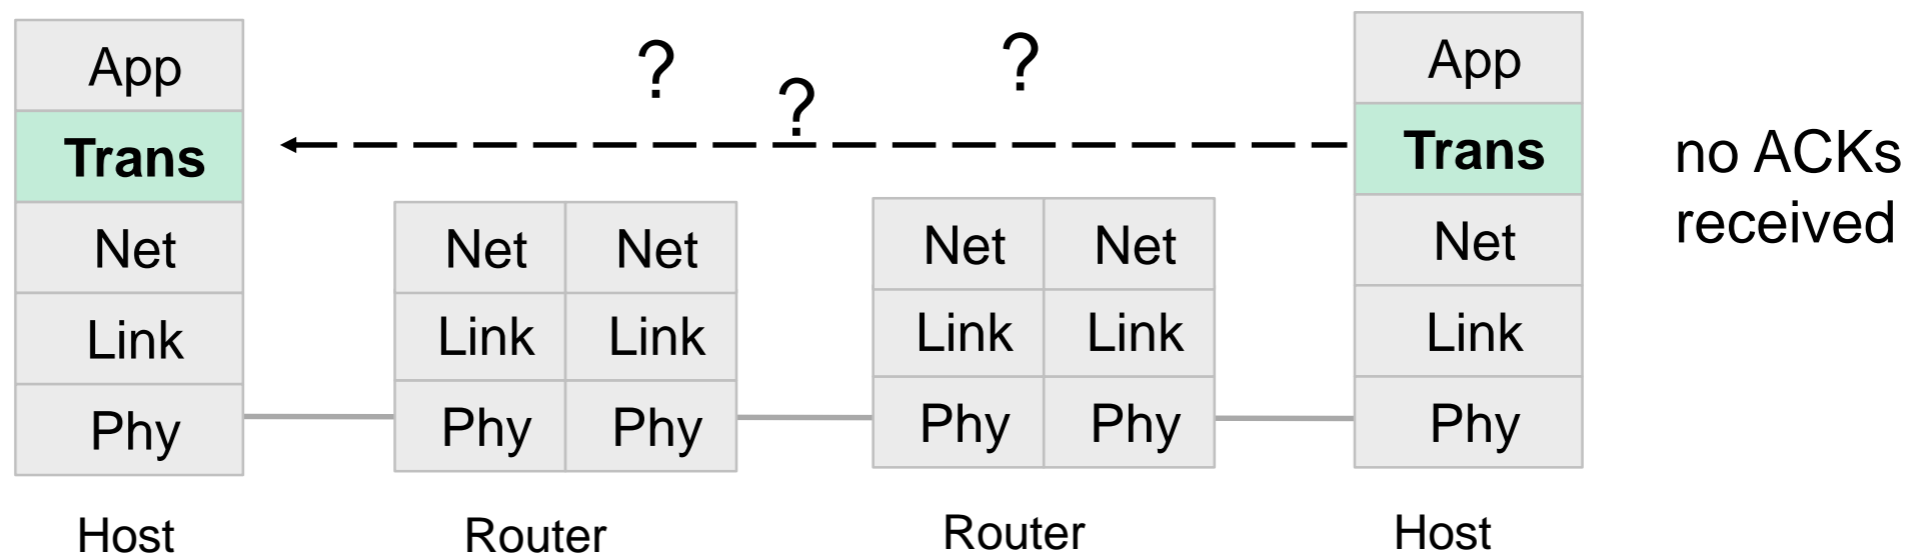 ?
?
?
App
Trans
Net
Link
Phy
Host
Net Net
Link Link
Phy Phy
Router
Net Net
Link Link
Phy Phy
Router
App
Trans
Net
Link
Phy
Host
no ACKs
received